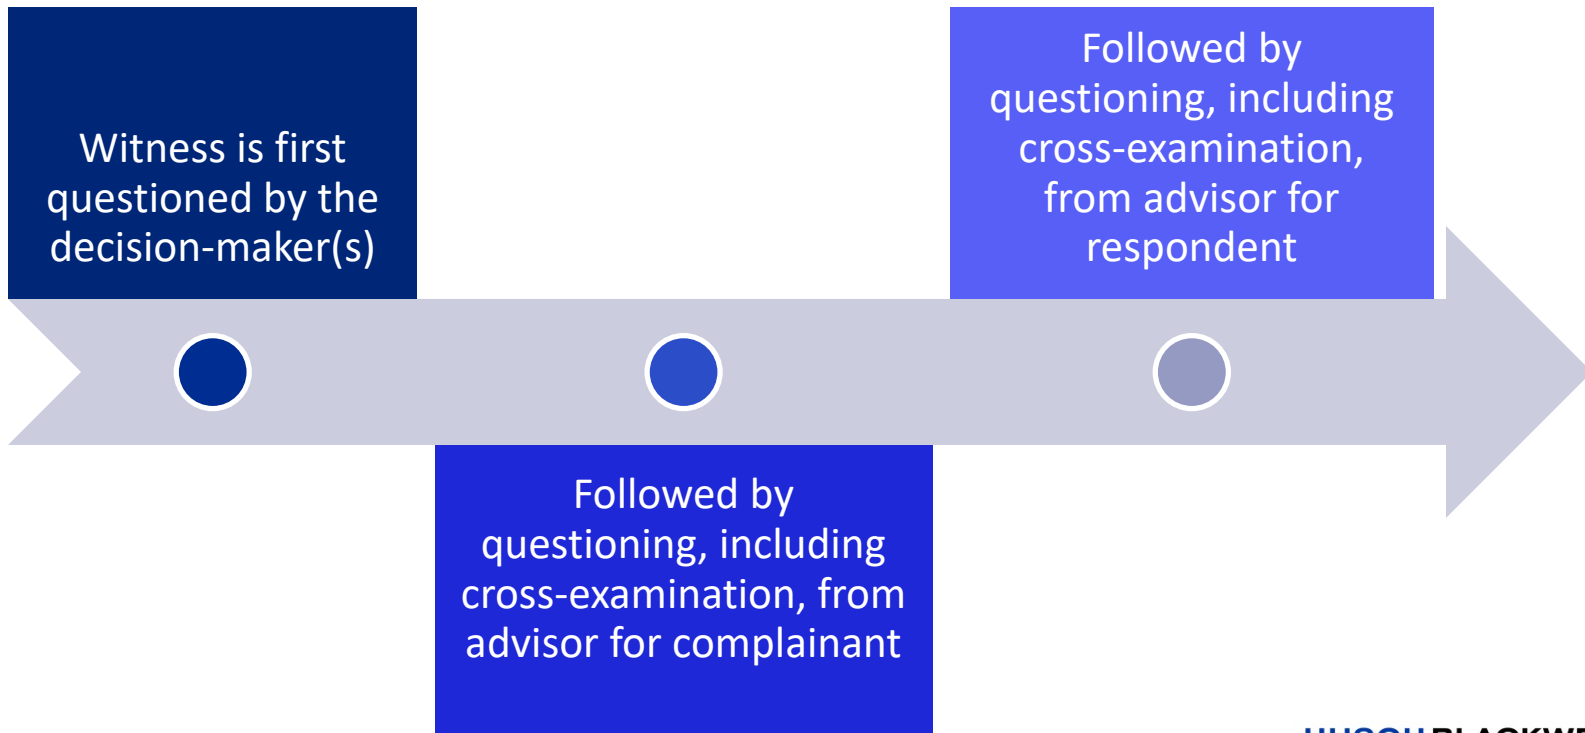 Witness is first
questioned by the
decision-maker(s)
Followed by
questioning, including
cross-examination, from
advisor for complainant
Followed by
questioning, including
cross-examination,
from advisor for
respondent